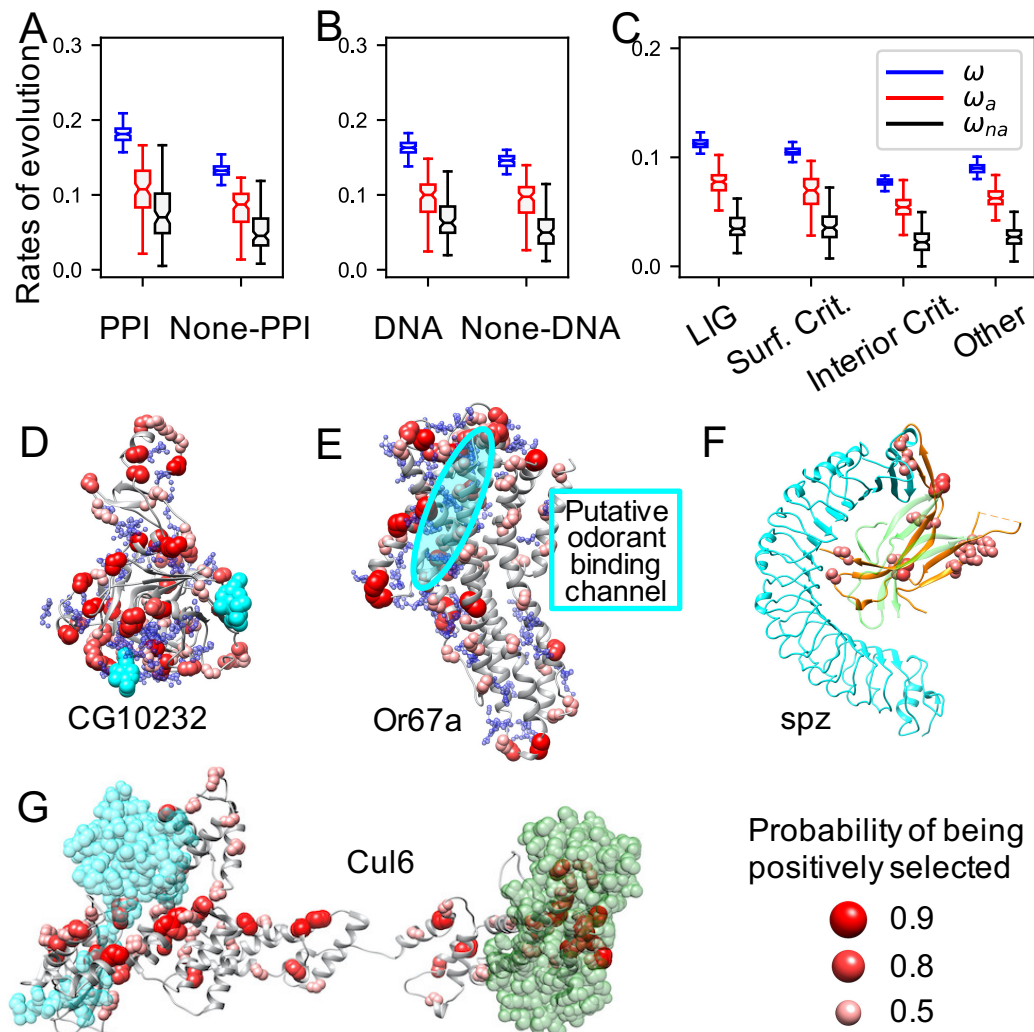 A
B
C
Rates of evolution
0.3
0.2
0.1
0.0
PPI
None-PPI
0.3
0.2
0.1
0.0
DNA
None-DNA
0.2
0.1
0.0
ω
ωₐ
ωₙₐ
LIG
Surf. Crit.
Interior Crit.
Other
D
CG10232
E
Putative
odorant
binding
channel
Or67a
F
spz
G
Cul6
Probability of being
positively selected
0.9
0.8
0.5